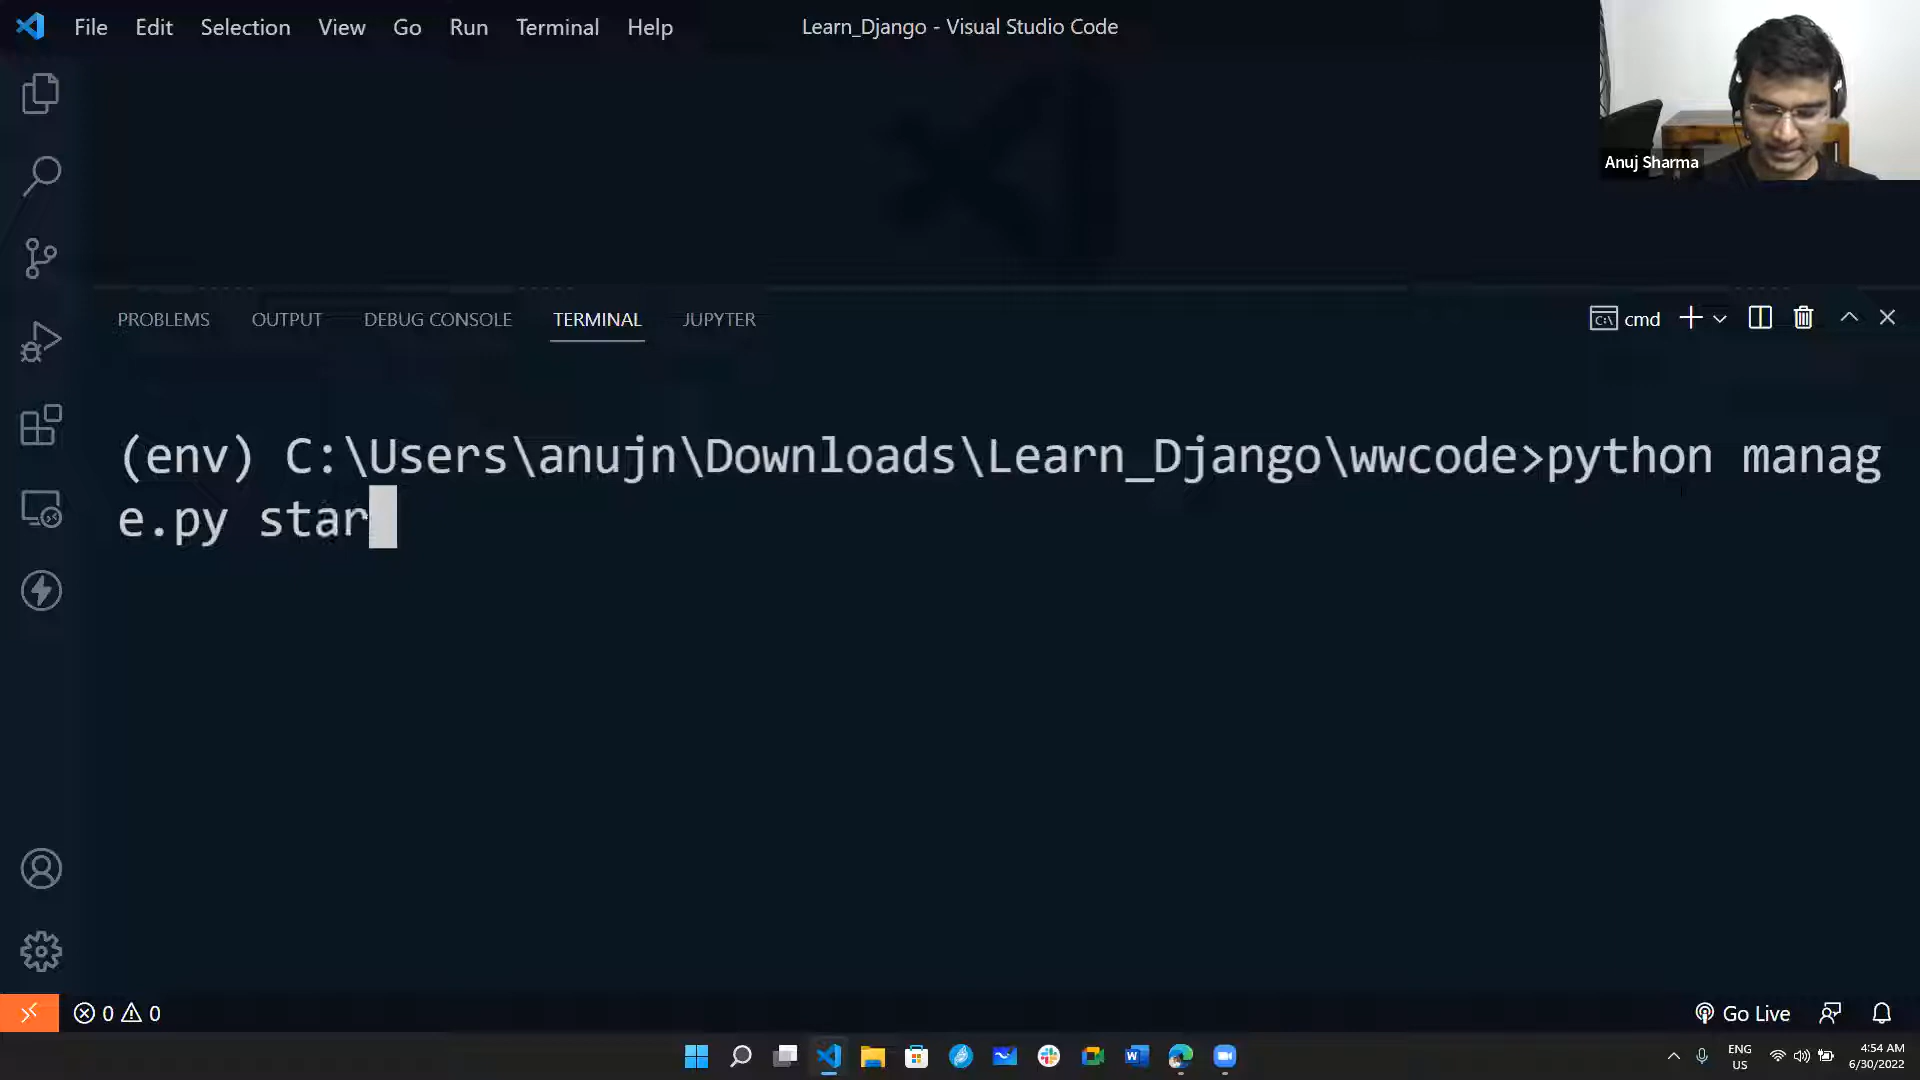 File Edit Selection View Go Run Terminal Help
Learn_Django - Visual Studio Code
Anuj Sharma
PROBLEMS OUTPUT DEBUG CONSOLE TERMINAL JUPYTER
cmd
(env) C:\Users\anujn\Downloads\Learn_Django\wwcode>python manag
e.py star
0 0
Go Live
ENG
US
4:54 AM
6/30/2022